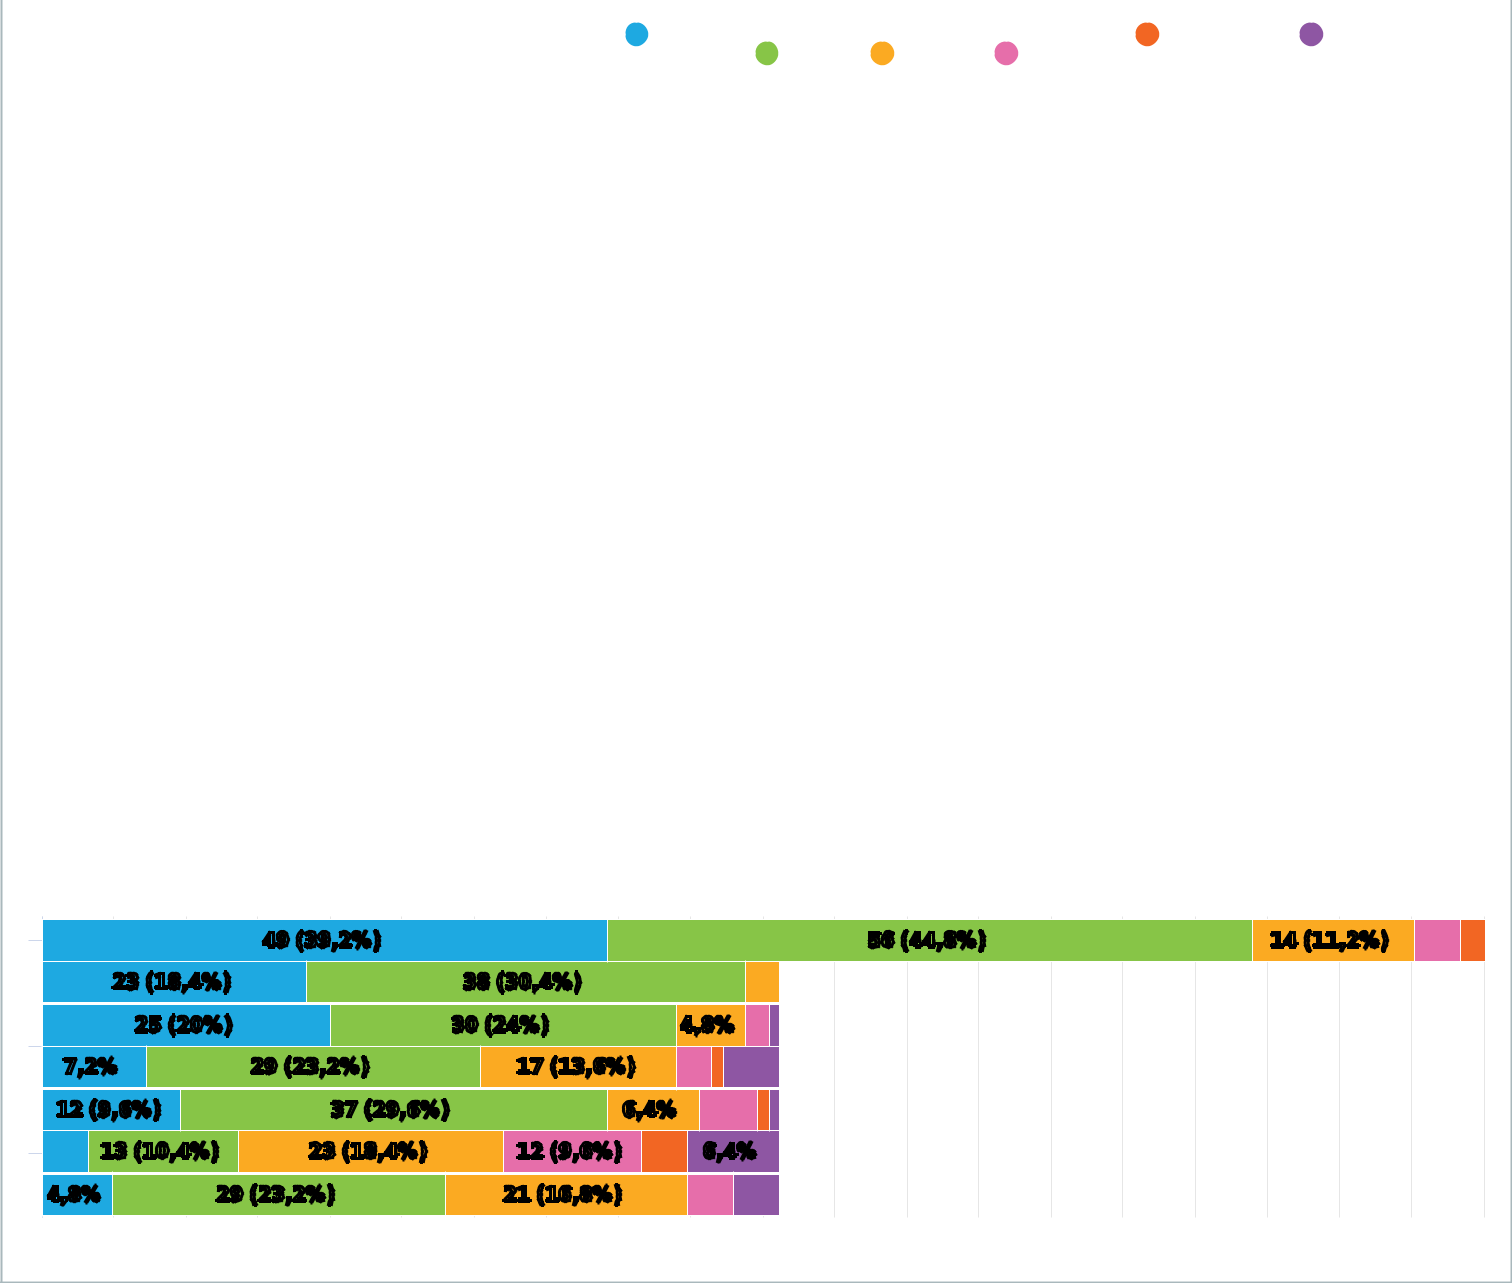 49 (39,2%) 56 (44,8%) 14 (11,2%)
23 (18,4%) 38 (30,4%)
25 (20%) 30 (24%) 4,8%
7,2% 29 (23,2%) 17 (13,6%)
12 (9,6%) 37 (29,6%) 6,4%
13 (10,4%) 23 (18,4%) 12 (9,6%) 6,4%
4,8% 29 (23,2%) 21 (16,8%)